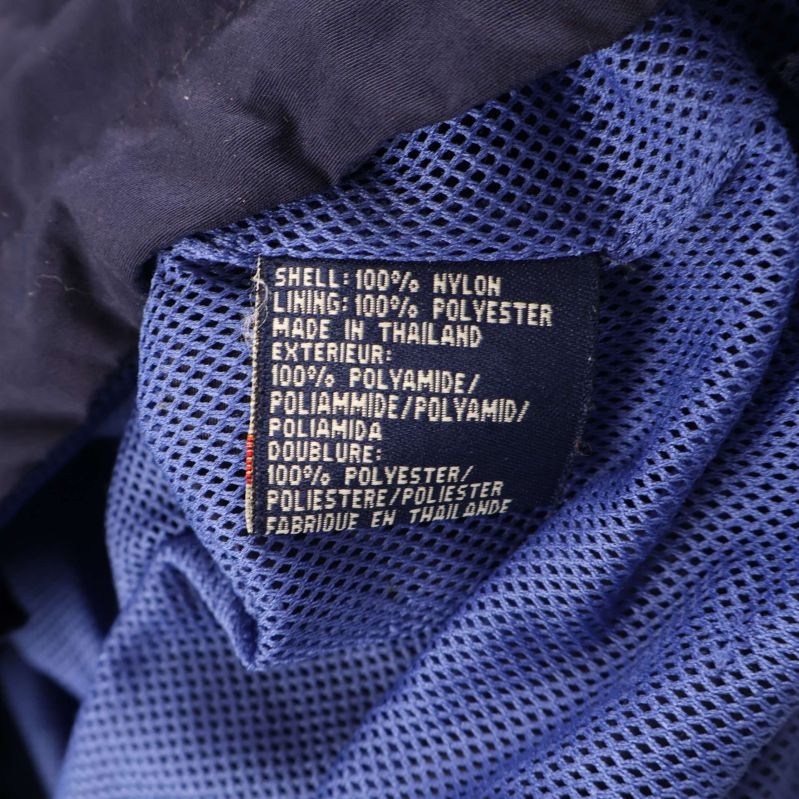 SHELL: 100% NYLON
LINING: 100% POLYESTER
MADE IN THAILAND
EXTERIEUR:
100% POLYAMIDE/
POLIAMMIDE/POLYAMID/
POLIAMIDA
DOUBLURE:
100% POLYESTER/
POLIESTERE/POLIESTER
FABRIQUE EN THAILANDE